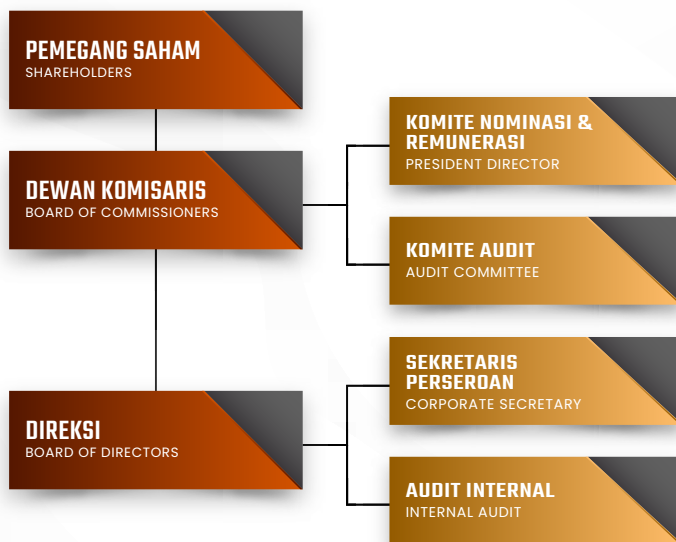 PEMEGANG SAHAM
SHAREHOLDERS
DEWAN KOMISARIS
BOARD OF COMMISSIONERS
KOMITE NOMINASI &
REMUNERASI
PRESIDENT DIRECTOR
KOMITE AUDIT
AUDIT COMMITTEE
DIREKSI
BOARD OF DIRECTORS
SEKRETARIS
PERSEROAN
CORPORATE SECRETARY
AUDIT INTERNAL
INTERNAL AUDIT